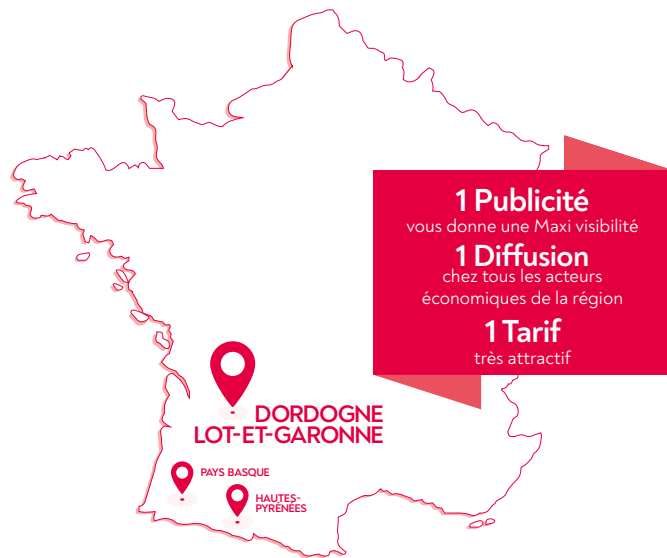 1 Publicité
vous donne une Maxi visibilité
1 Diffusion
chez tous les acteurs
économiques de la région
1 Tarif
très attractif
DORDOGNE
LOT-ET-GARONNE
PAYS BASQUE
HAUTES-
PYRÉNÉES